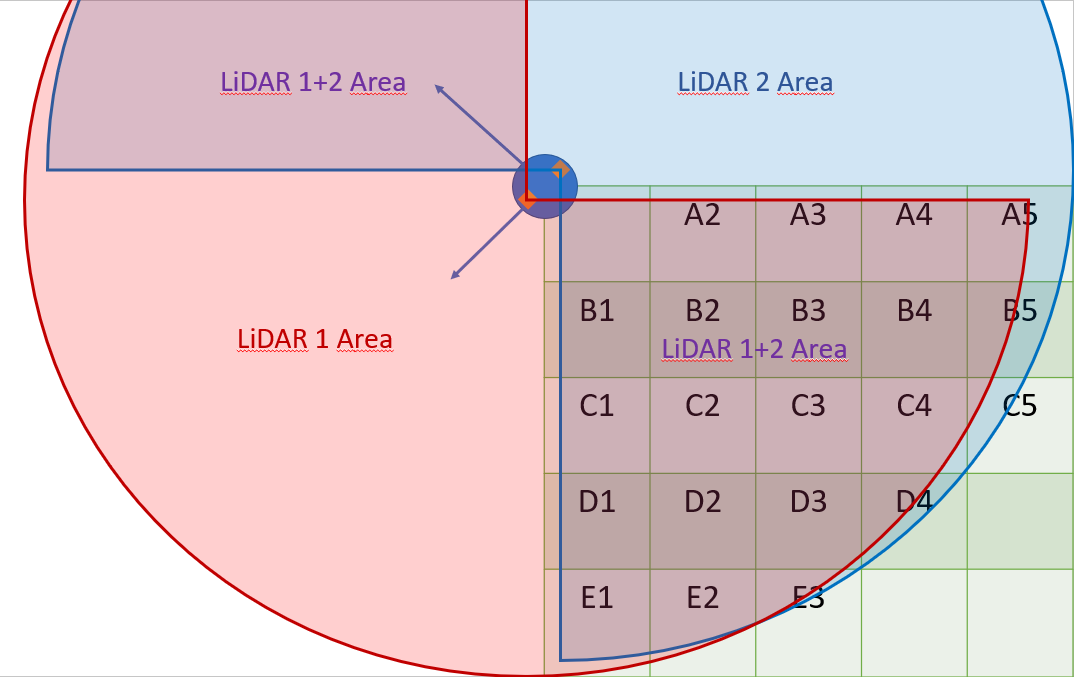 LiDAR 1+2 Area
LiDAR 2 Area
A2 A3 A4 A5
B1 B2 B3 B4 B5
LiDAR 1 Area
LiDAR 1+2 Area
C1 C2 C3 C4 C5
D1 D2 D3 D4
E1 E2 E3